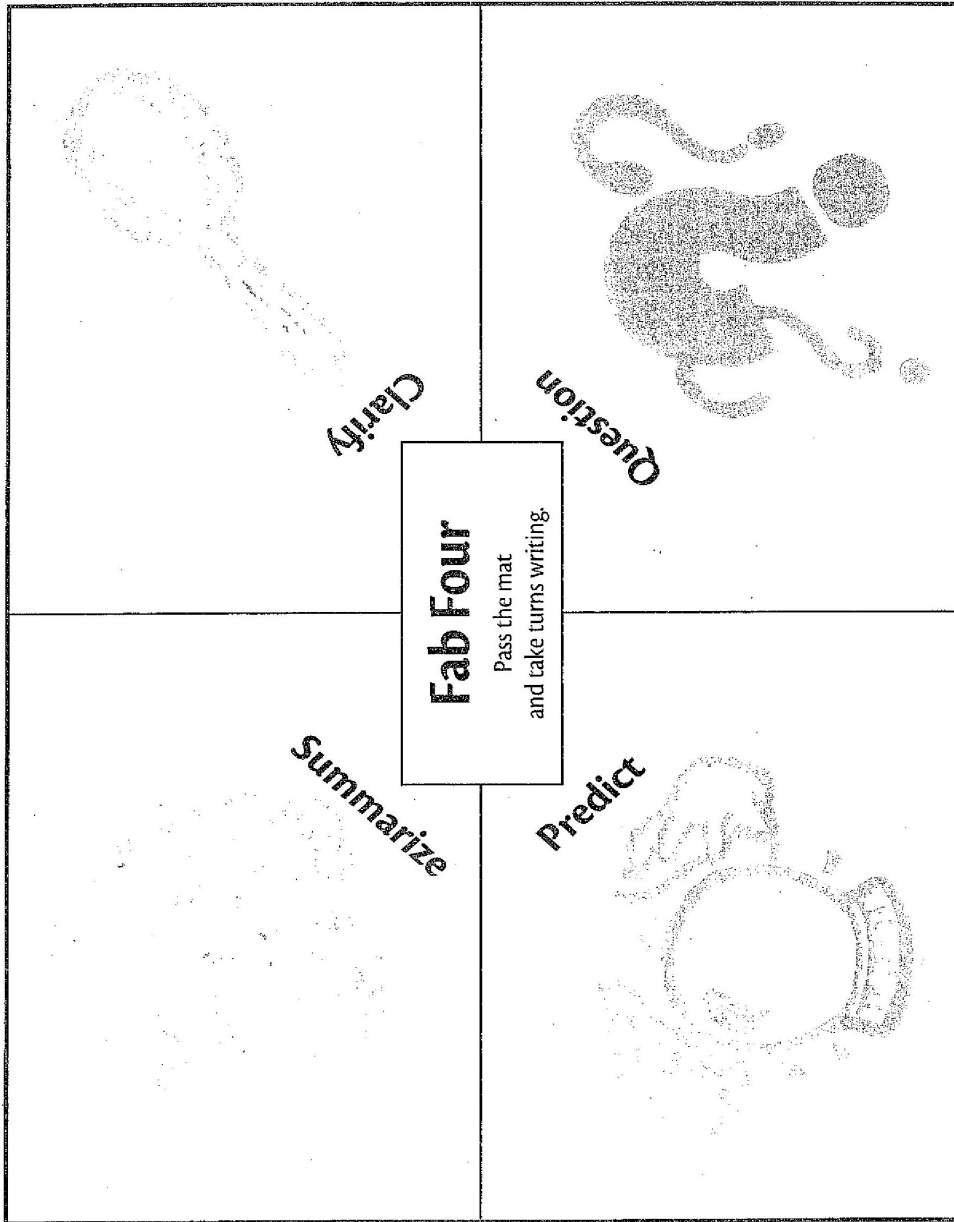 Summarize
Clarify
Fab Four
Pass the mat
and take turns writing.
Predict
Question